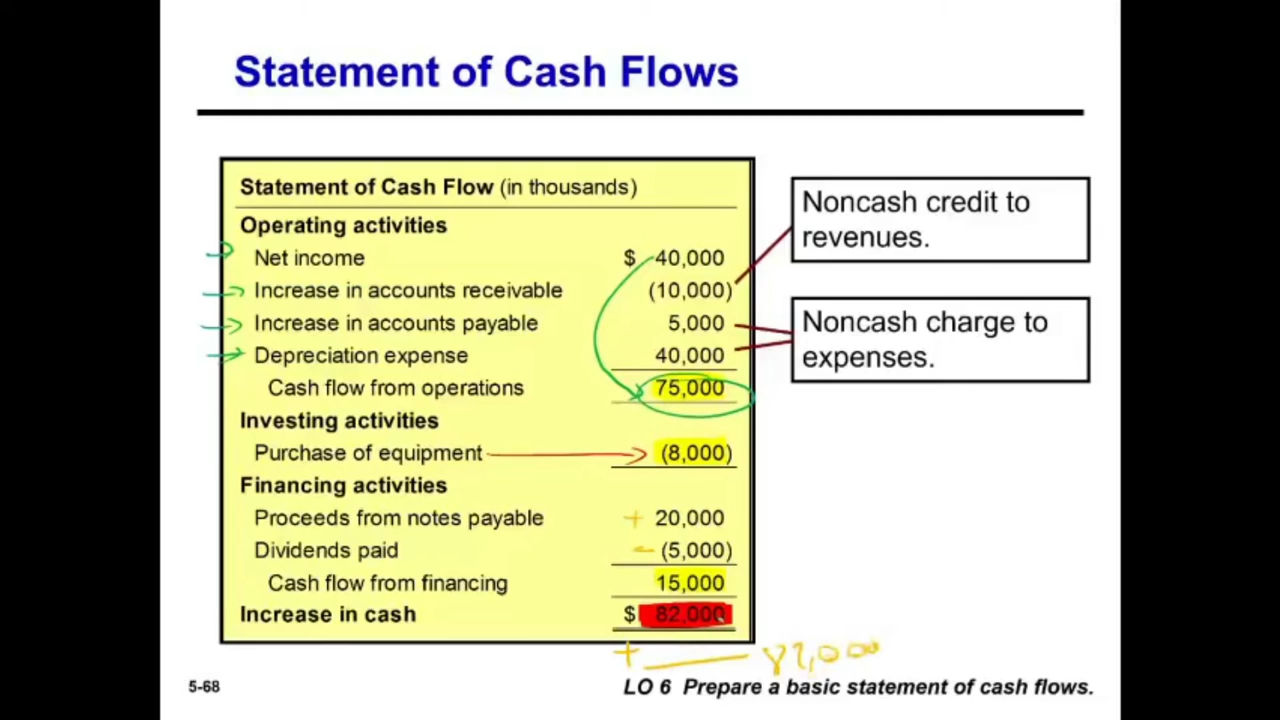 Statement of Cash Flows
Statement of Cash Flow (in thousands)
Operating activities
Net income $ 40,000
Increase in accounts receivable (10,000)
Increase in accounts payable 5,000
Depreciation expense 40,000
Cash flow from operations 75,000
Investing activities
Purchase of equipment (8,000)
Financing activities
Proceeds from notes payable + 20,000
Dividends paid - (5,000)
Cash flow from financing 15,000
Increase in cash $ 82,000
Noncash credit to
revenues.
Noncash charge to
expenses.
+ 82,000
5-68
LO 6 Prepare a basic statement of cash flows.